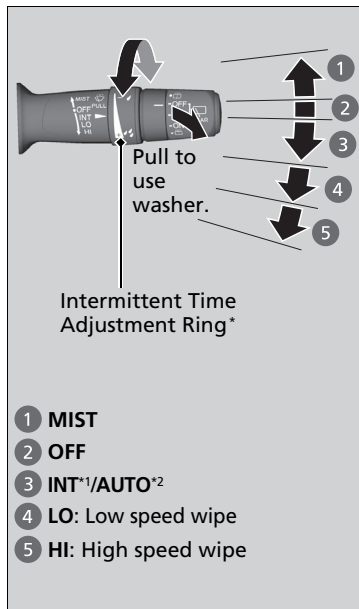 MIST
PULL
OFF
INT
LO
HI
OFF
ON
1
2
3
4
5
Pull to
use
washer.
Intermittent Time
Adjustment Ring*
1 MIST
2 OFF
3 INT*1/AUTO*2
4 LO: Low speed wipe
5 HI: High speed wipe